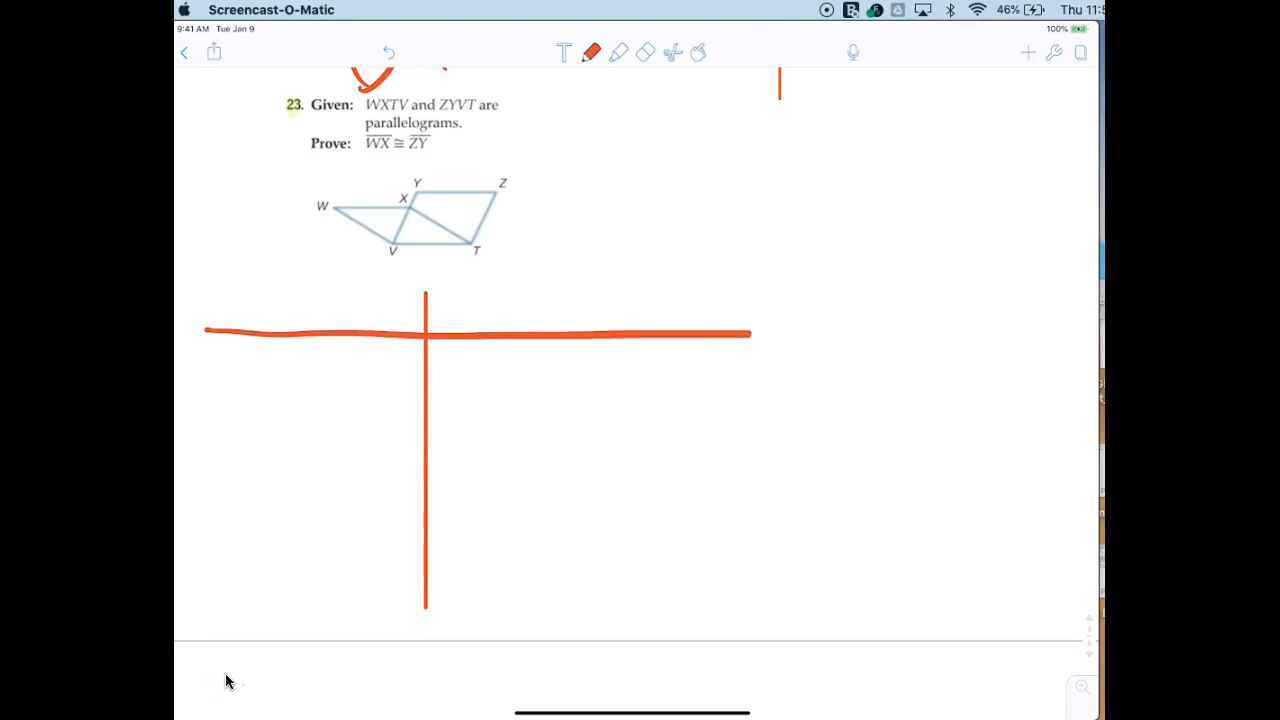 Screencast-O-Matic
46%
Thu 11:5
9:41 AM Tue Jan 9
100%
T
23. Given: WXTV and ZYVT are
parallelograms.
Prove: WX ≅ ZY
Y
Z
X
W
V
T